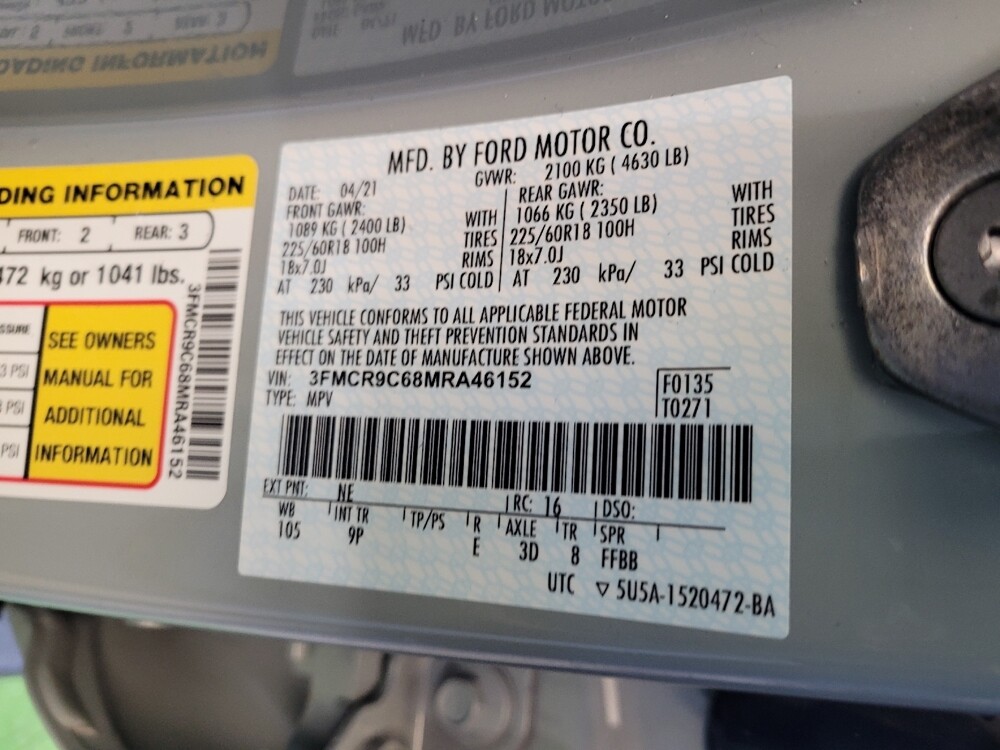 DING INFORMATION
FRONT: 2 REAR: 3
472 kg or 1041 lbs.
SSURE
3 PSI
PSI
PSI
SEE OWNERS
MANUAL FOR
ADDITIONAL
INFORMATION
3FMCR9C68MRA46152
MFD. BY FORD MOTOR CO.
DATE: 04/21 GVWR: 2100 KG ( 4630 LB)
FRONT GAWR: REAR GAWR:
1089 KG ( 2400 LB) WITH 1066 KG ( 2350 LB) WITH
225/60R18 100H TIRES 225/60R18 100H TIRES
18x7.0J RIMS 18x7.0J RIMS
AT 230 kPa/ 33 PSI COLD AT 230 kPa/ 33 PSI COLD
THIS VEHICLE CONFORMS TO ALL APPLICABLE FEDERAL MOTOR
VEHICLE SAFETY AND THEFT PREVENTION STANDARDS IN
EFFECT ON THE DATE OF MANUFACTURE SHOWN ABOVE.
VIN: 3FMCR9C68MRA46152 F0135
TYPE: MPV T0271
EXT PNT: NE RC: 16 DSO:
WB INT TR TP/PS R AXLE TR SPR
105 9P E 3D 8 FFBB
UTC ▽ 5U5A-1520472-BA